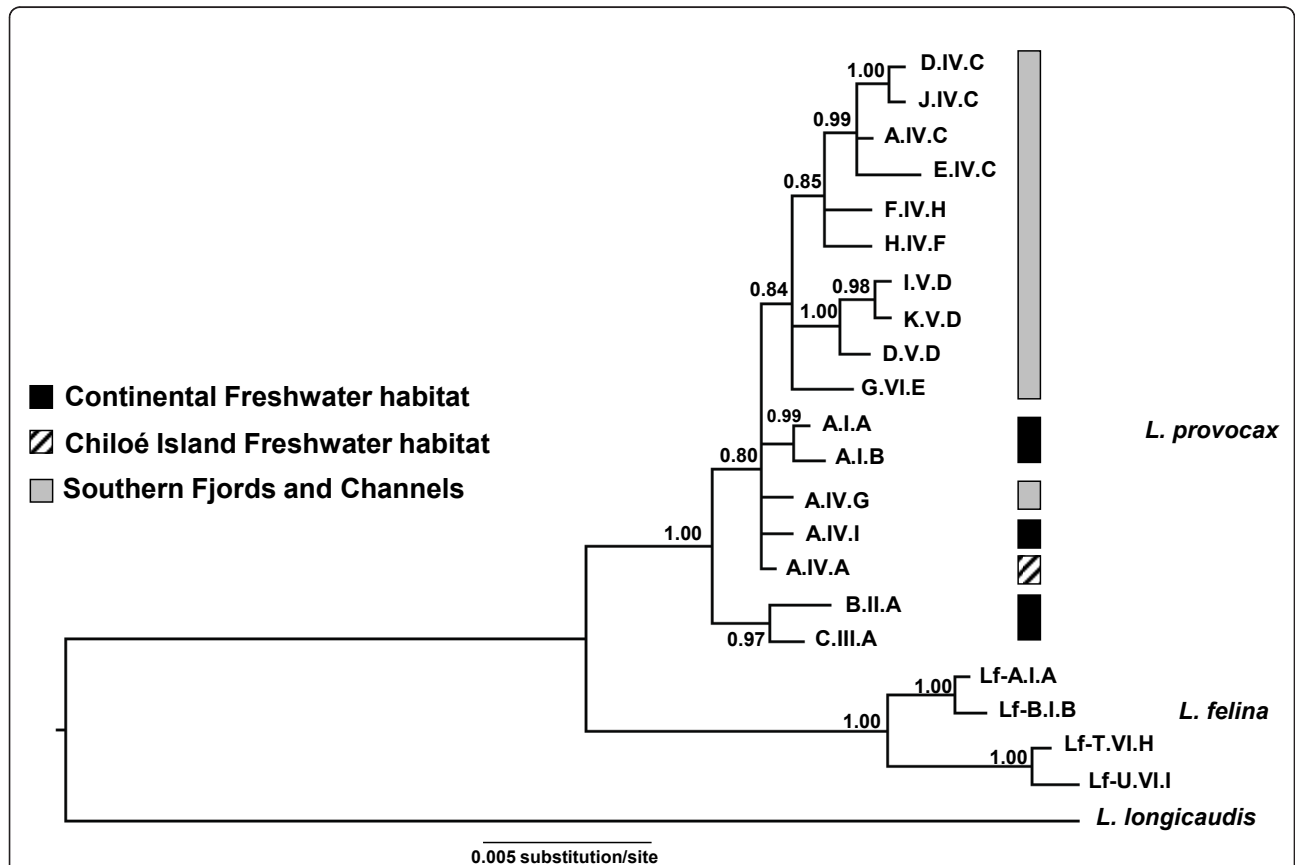 1.00
D.IV.C
J.IV.C
0.99
A.IV.C
E.IV.C
0.85
F.IV.H
H.IV.F
0.84
0.98
I.V.D
1.00
K.V.D
D.V.D
G.VI.E
Continental Freshwater habitat
Chiloé Island Freshwater habitat
Southern Fjords and Channels
0.99
A.I.A
A.I.B
L. provocax
0.80
A.IV.G
A.IV.I
A.IV.A
1.00
B.II.A
0.97
C.III.A
1.00
Lf-A.I.A
Lf-B.I.B
L. felina
1.00
Lf-T.VI.H
1.00
Lf-U.VI.I
L. longicaudis
0.005 substitution/site